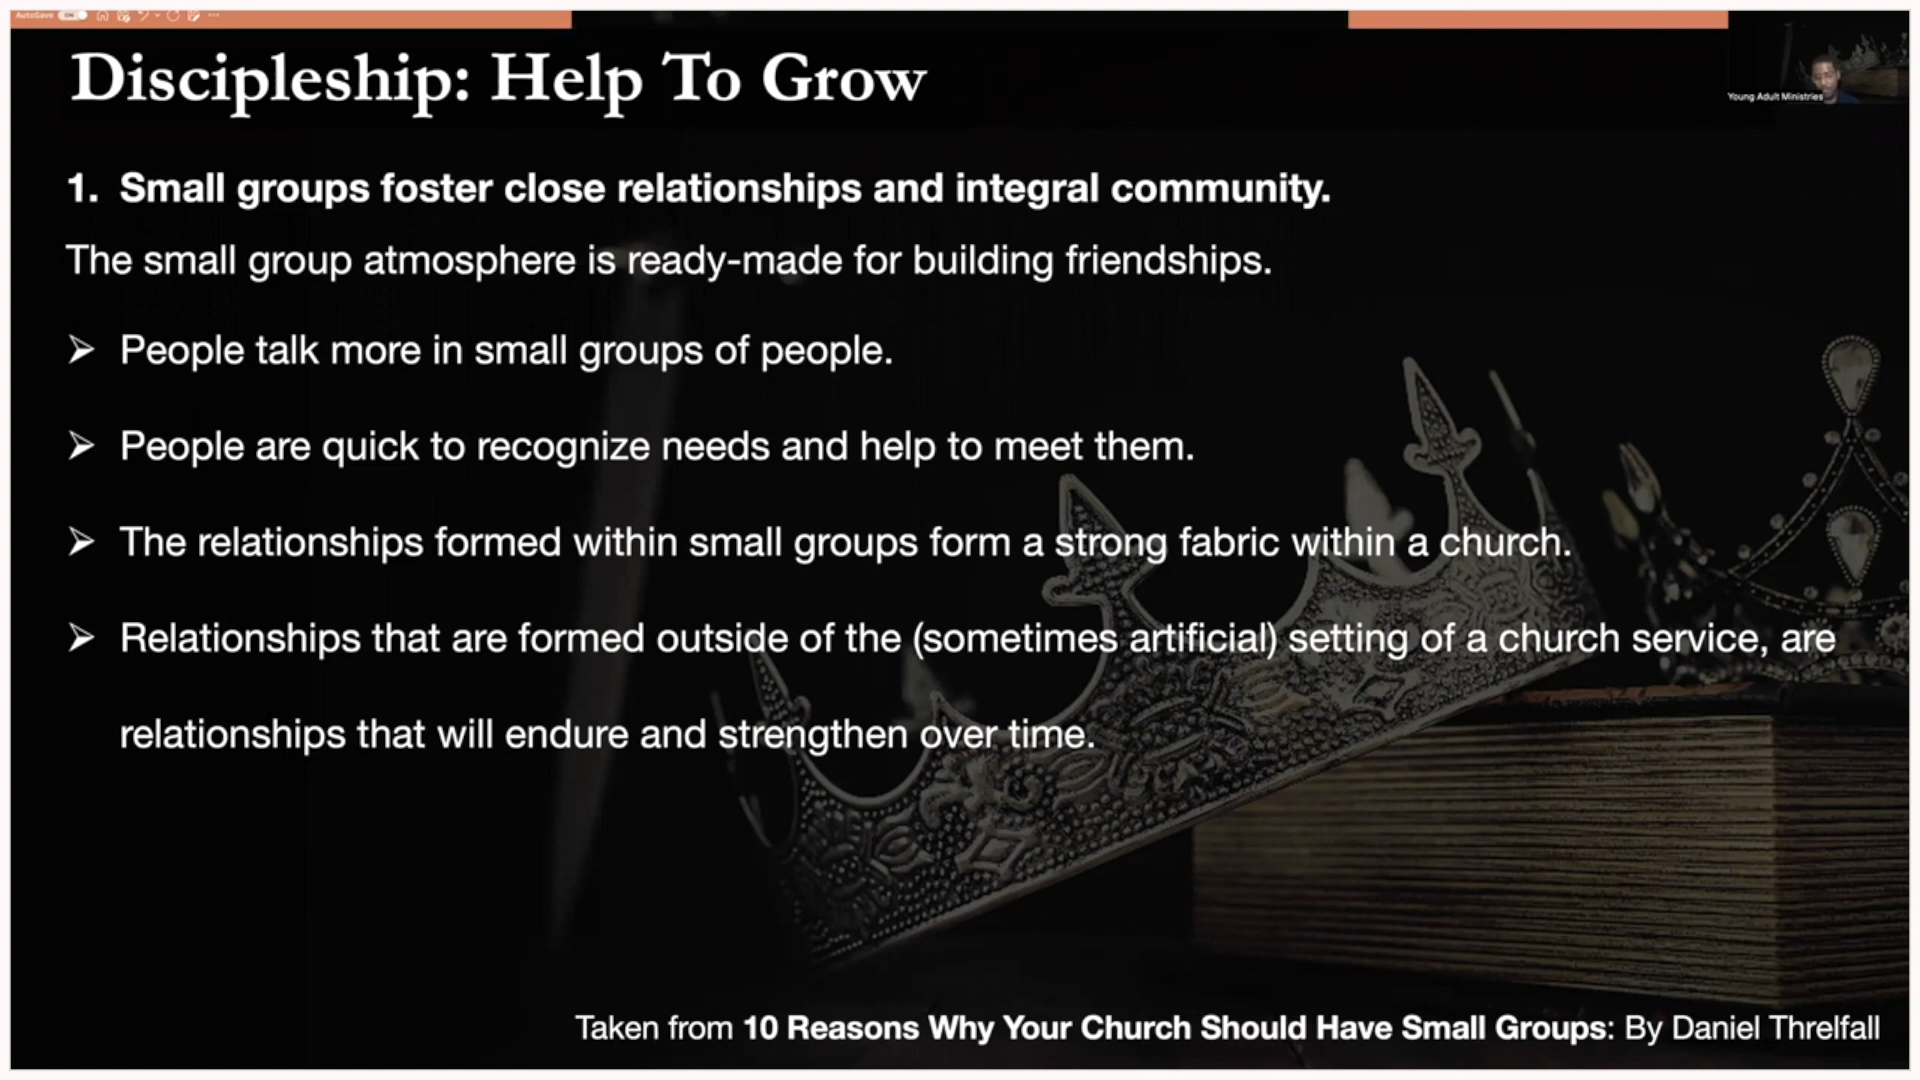 AutoSave
Discipleship: Help To Grow
Young Adult Ministries
1. Small groups foster close relationships and integral community.
The small group atmosphere is ready-made for building friendships.
➢ People talk more in small groups of people.
➢ People are quick to recognize needs and help to meet them.
➢ The relationships formed within small groups form a strong fabric within a church.
➢ Relationships that are formed outside of the (sometimes artificial) setting of a church service, are
relationships that will endure and strengthen over time.
Taken from 10 Reasons Why Your Church Should Have Small Groups: By Daniel Threlfall